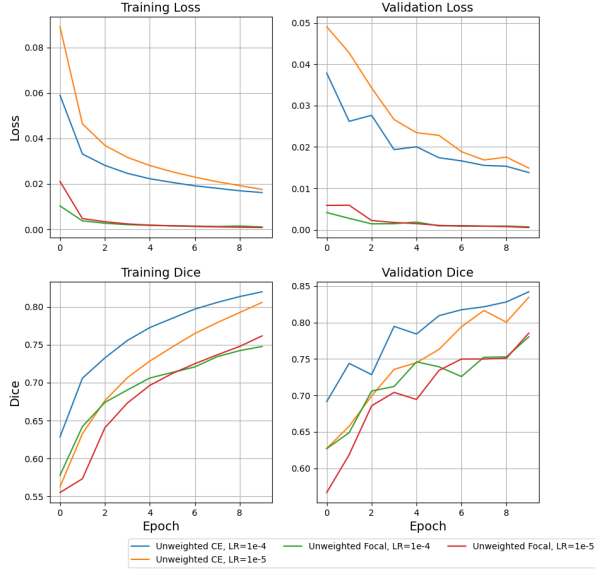 Training Loss
Validation Loss
Loss
0.08
0.06
0.04
0.02
0.00
0 2 4 6 8
0.05
0.04
0.03
0.02
0.01
0.00
0 2 4 6 8
Training Dice
Validation Dice
Dice
0.80
0.75
0.70
0.65
0.60
0.55
0 2 4 6 8
Epoch
0.85
0.80
0.75
0.70
0.65
0.60
0 2 4 6 8
Epoch
Unweighted CE, LR=1e-4
Unweighted CE, LR=1e-5
Unweighted Focal, LR=1e-4
Unweighted Focal, LR=1e-5